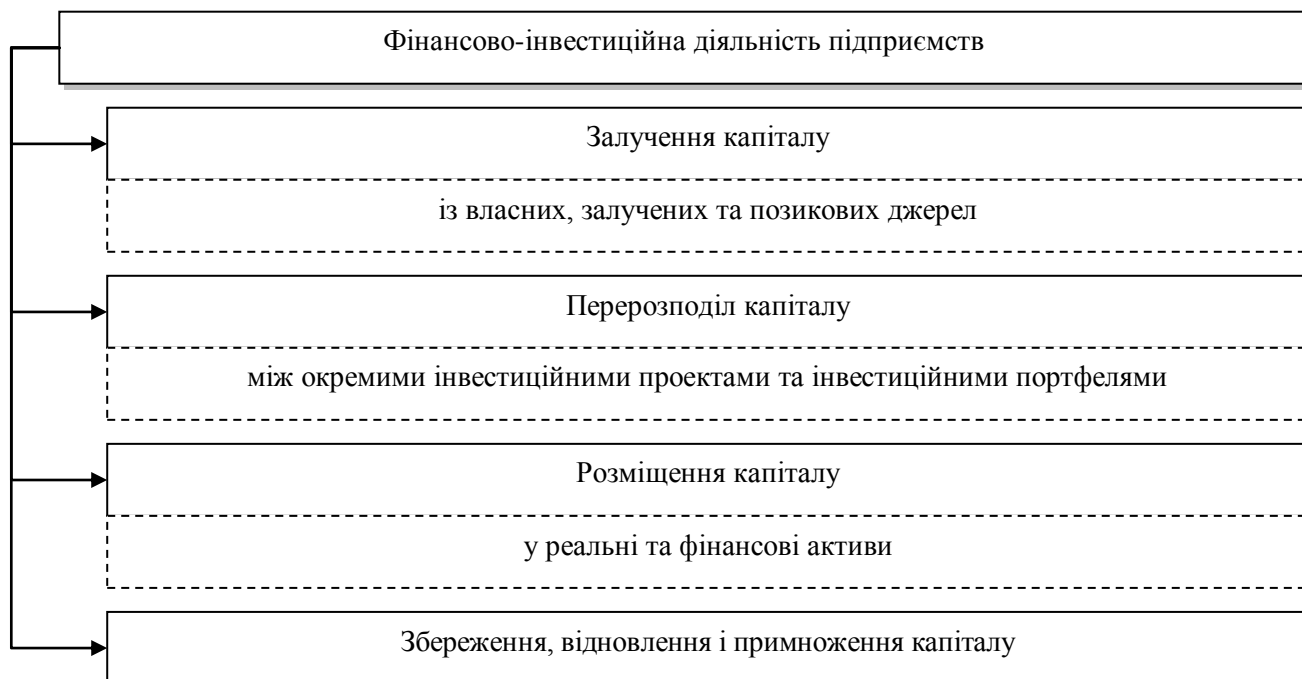 Фінансово-інвестиційна діяльність підприємств
Залучення капіталу
із власних, залучених та позикових джерел
Перерозподіл капіталу
між окремими інвестиційними проектами та інвестиційними портфелями
Розміщення капіталу
у реальні та фінансові активи
Збереження, відновлення і примноження капіталу